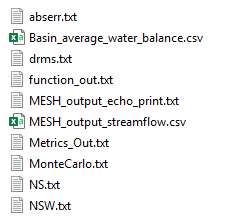 abserr.txt
Basin_average_water_balance.csv
drms.txt
function_out.txt
MESH_output_echo_print.txt
MESH_output_streamflow.csv
Metrics_Out.txt
MonteCarlo.txt
NS.txt
NSW.txt